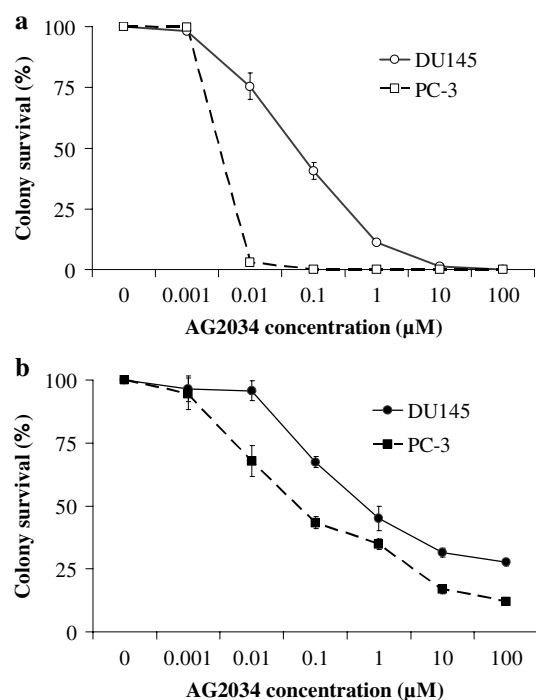 a
100
75
50
25
0
Colony survival (%)
DU145
PC-3
0 0.001 0.01 0.1 1 10 100
AG2034 concentration (µM)
b
100
75
50
25
0
Colony survival (%)
DU145
PC-3
0 0.001 0.01 0.1 1 10 100
AG2034 concentration (µM)